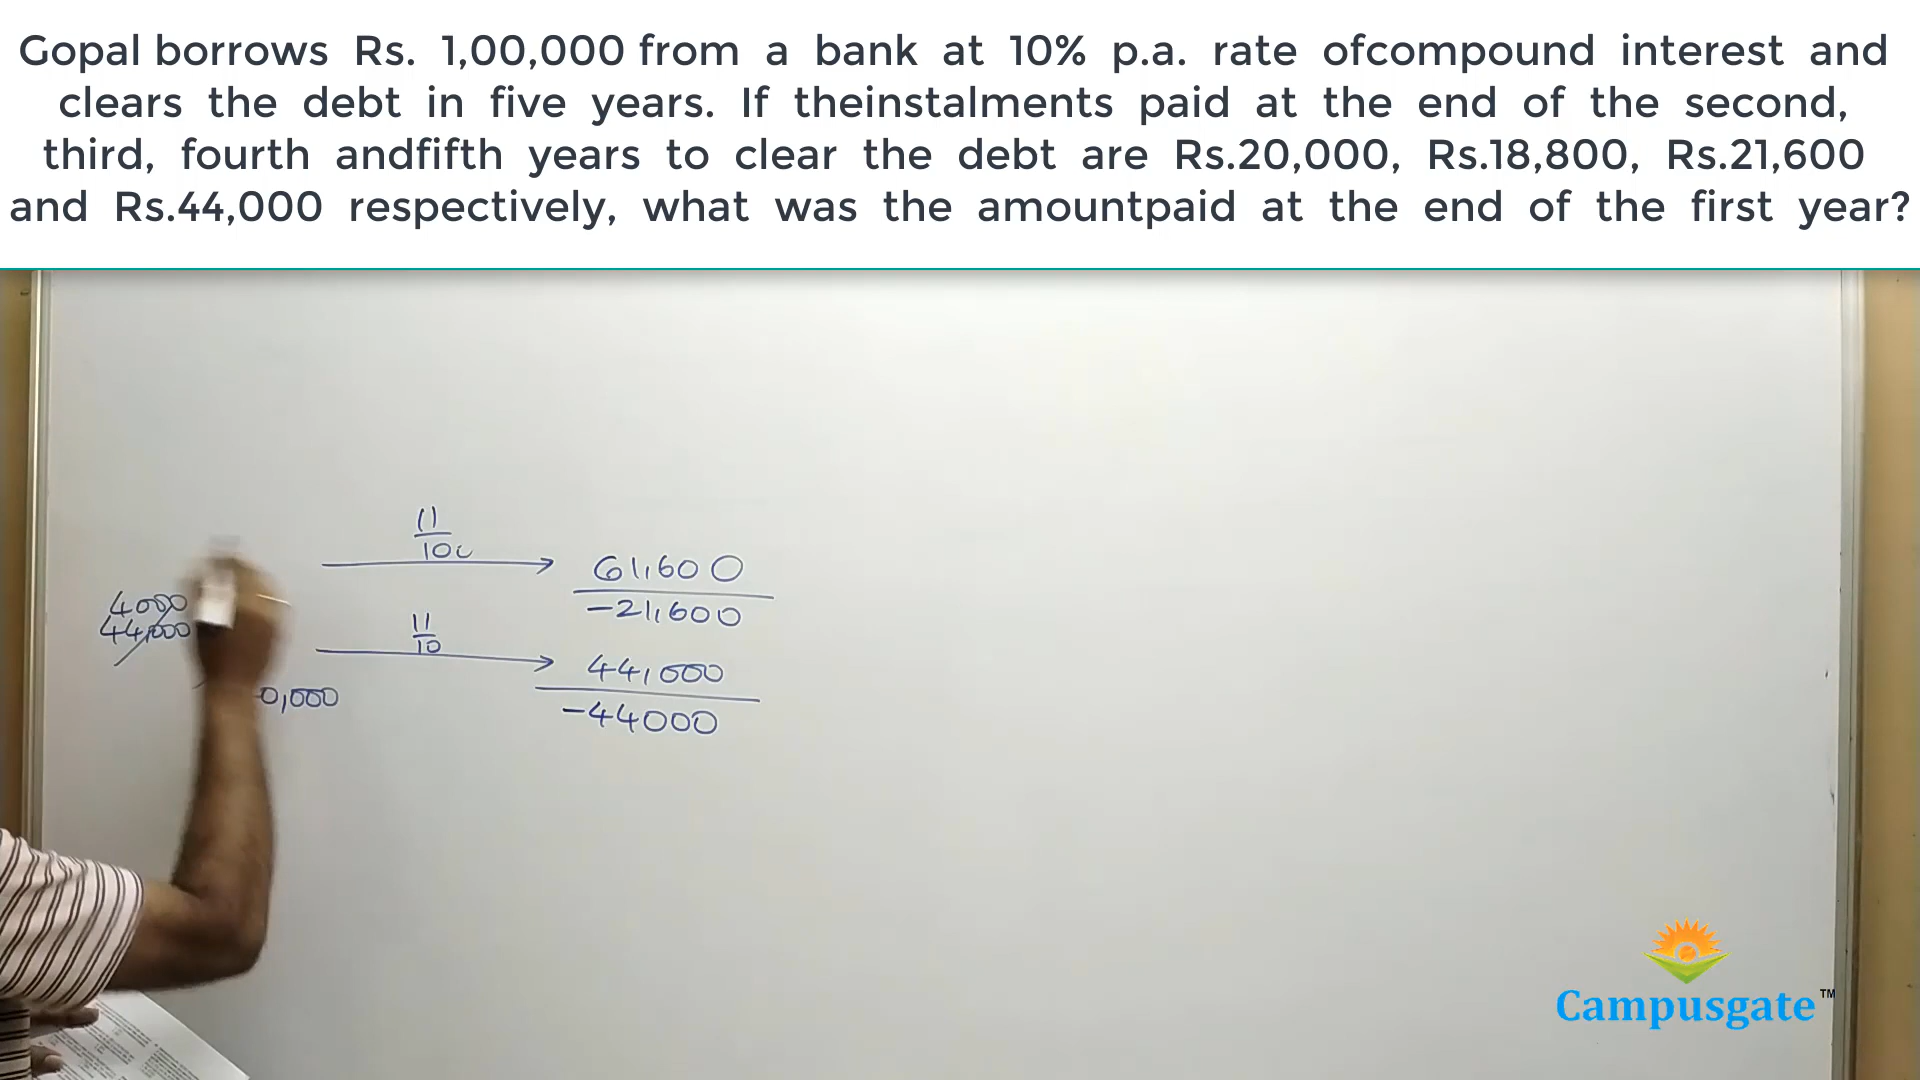 Gopal borrows Rs. 1,00,000 from a bank at 10% p.a. rate ofcompound interest and
clears the debt in five years. If theinstalments paid at the end of the second,
third, fourth andfifth years to clear the debt are Rs.20,000, Rs.18,800, Rs.21,600
and Rs.44,000 respectively, what was the amountpaid at the end of the first year?
11
10
61,600
-21,600
4000
44,000
11
10
44,000
0,000
-44000
Campusgate TM